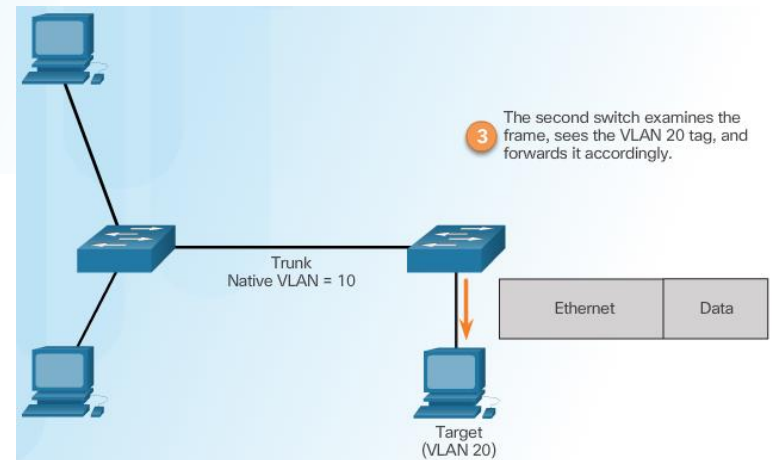 3
The second switch examines the
frame, sees the VLAN 20 tag, and
forwards it accordingly.
Trunk
Native VLAN = 10
Ethernet
Data
Target
(VLAN 20)